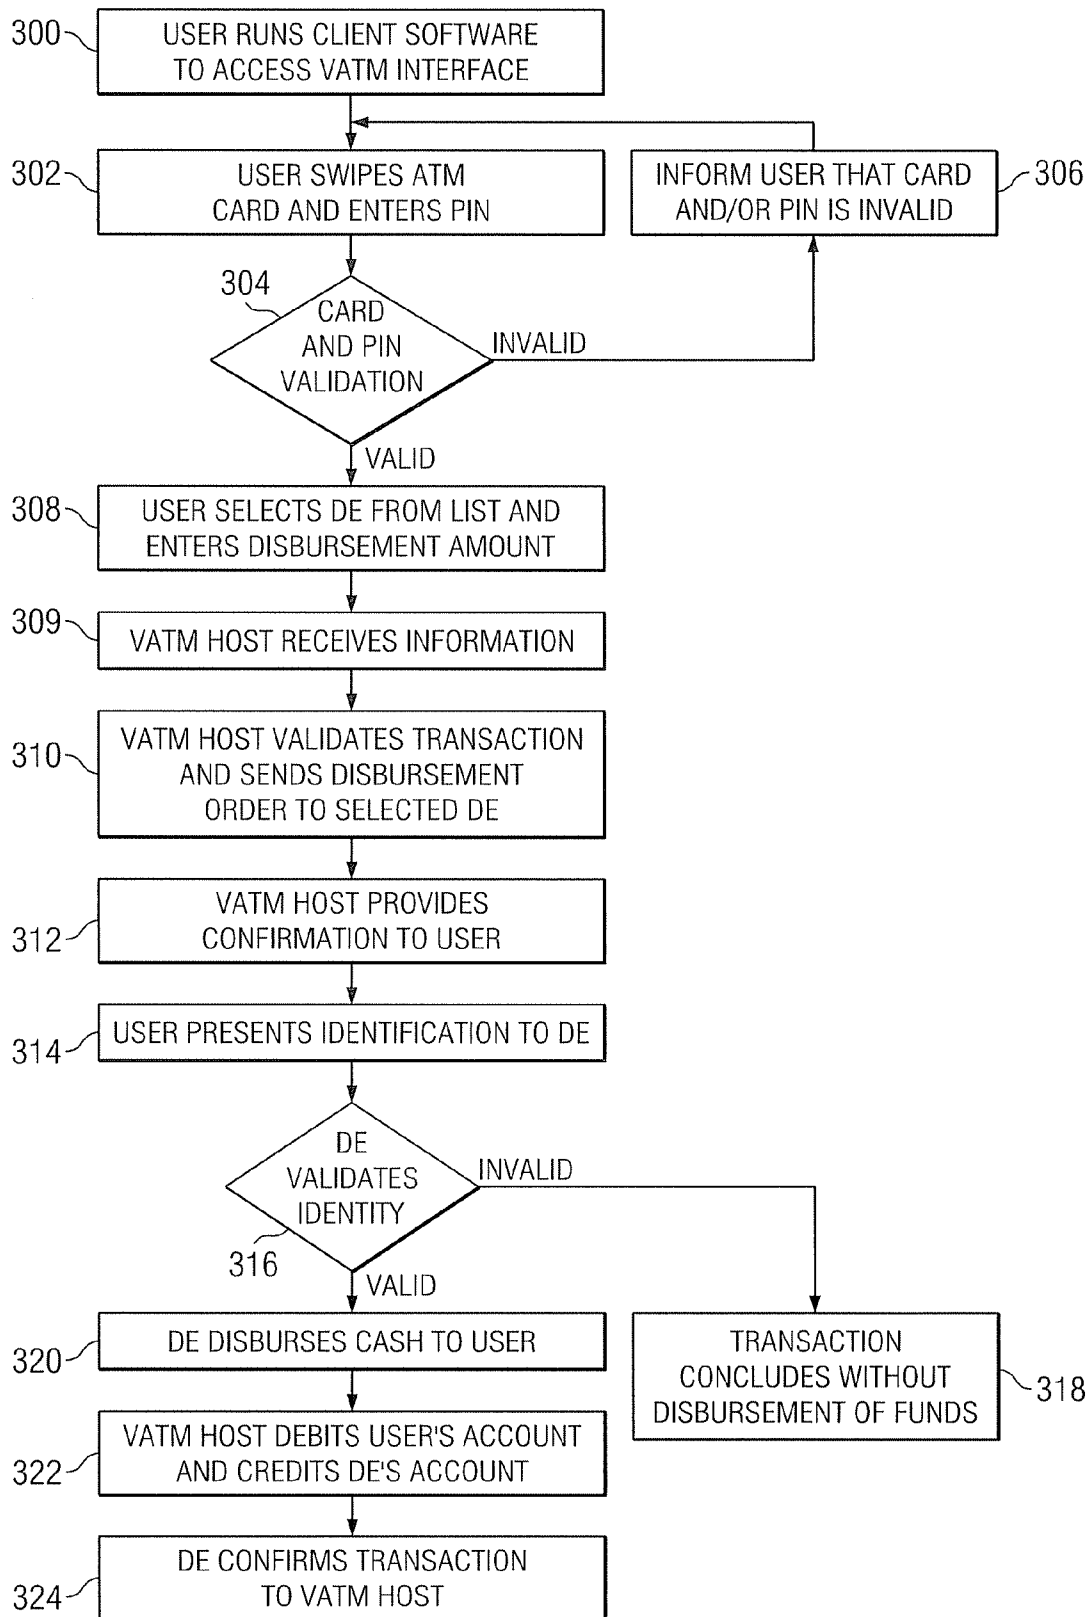 300
USER RUNS CLIENT SOFTWARE
TO ACCESS VATM INTERFACE
302
USER SWIPES ATM
CARD AND ENTERS PIN
INFORM USER THAT CARD
AND/OR PIN IS INVALID
306
304
CARD
AND PIN
VALIDATION
INVALID
VALID
308
USER SELECTS DE FROM LIST AND
ENTERS DISBURSEMENT AMOUNT
309
VATM HOST RECEIVES INFORMATION
310
VATM HOST VALIDATES TRANSACTION
AND SENDS DISBURSEMENT
ORDER TO SELECTED DE
312
VATM HOST PROVIDES
CONFIRMATION TO USER
314
USER PRESENTS IDENTIFICATION TO DE
DE
VALIDATES
IDENTITY
INVALID
316
VALID
320
DE DISBURSES CASH TO USER
TRANSACTION
CONCLUDES WITHOUT
DISBURSEMENT OF FUNDS
318
322
VATM HOST DEBITS USER'S ACCOUNT
AND CREDITS DE'S ACCOUNT
324
DE CONFIRMS TRANSACTION
TO VATM HOST